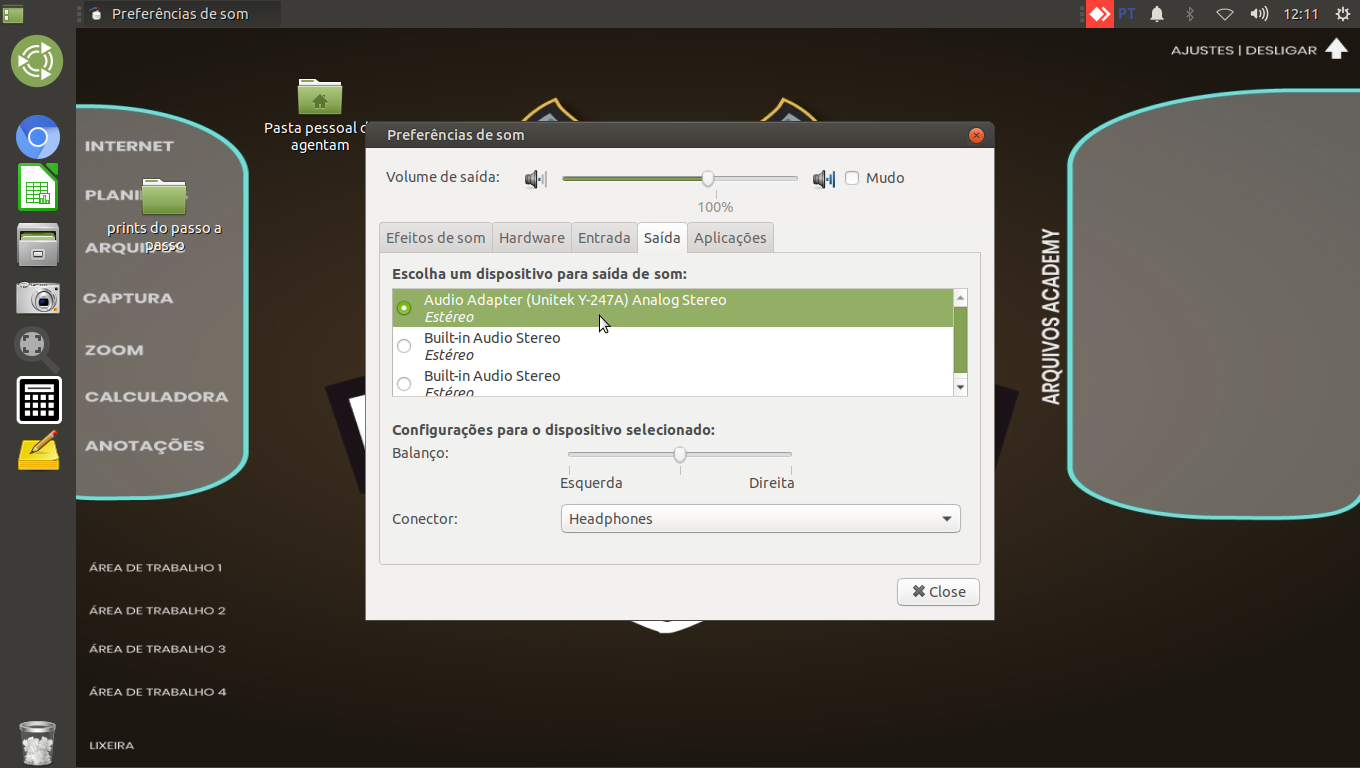 Preferências de som
PT
12:11
AJUSTES | DESLIGAR
Pasta pessoal d
agentam
INTERNET
prints do passo a
passo
CAPTURA
ZOOM
CALCULADORA
ANOTAÇÕES
ÁREA DE TRABALHO 1
ÁREA DE TRABALHO 2
ÁREA DE TRABALHO 3
ÁREA DE TRABALHO 4
LIXEIRA
Preferências de som
Volume de saída:
Mudo
100%
Efeitos de som
Hardware
Entrada
Saída
Aplicações
Escolha um dispositivo para saída de som:
Audio Adapter (Unitek Y-247A) Analog Stereo
Estéreo
Built-in Audio Stereo
Estéreo
Built-in Audio Stereo
Estéreo
Configurações para o dispositivo selecionado:
Balanço:
Esquerda
Direita
Conector:
Headphones
Close
ARQUIVOS ACADEMY